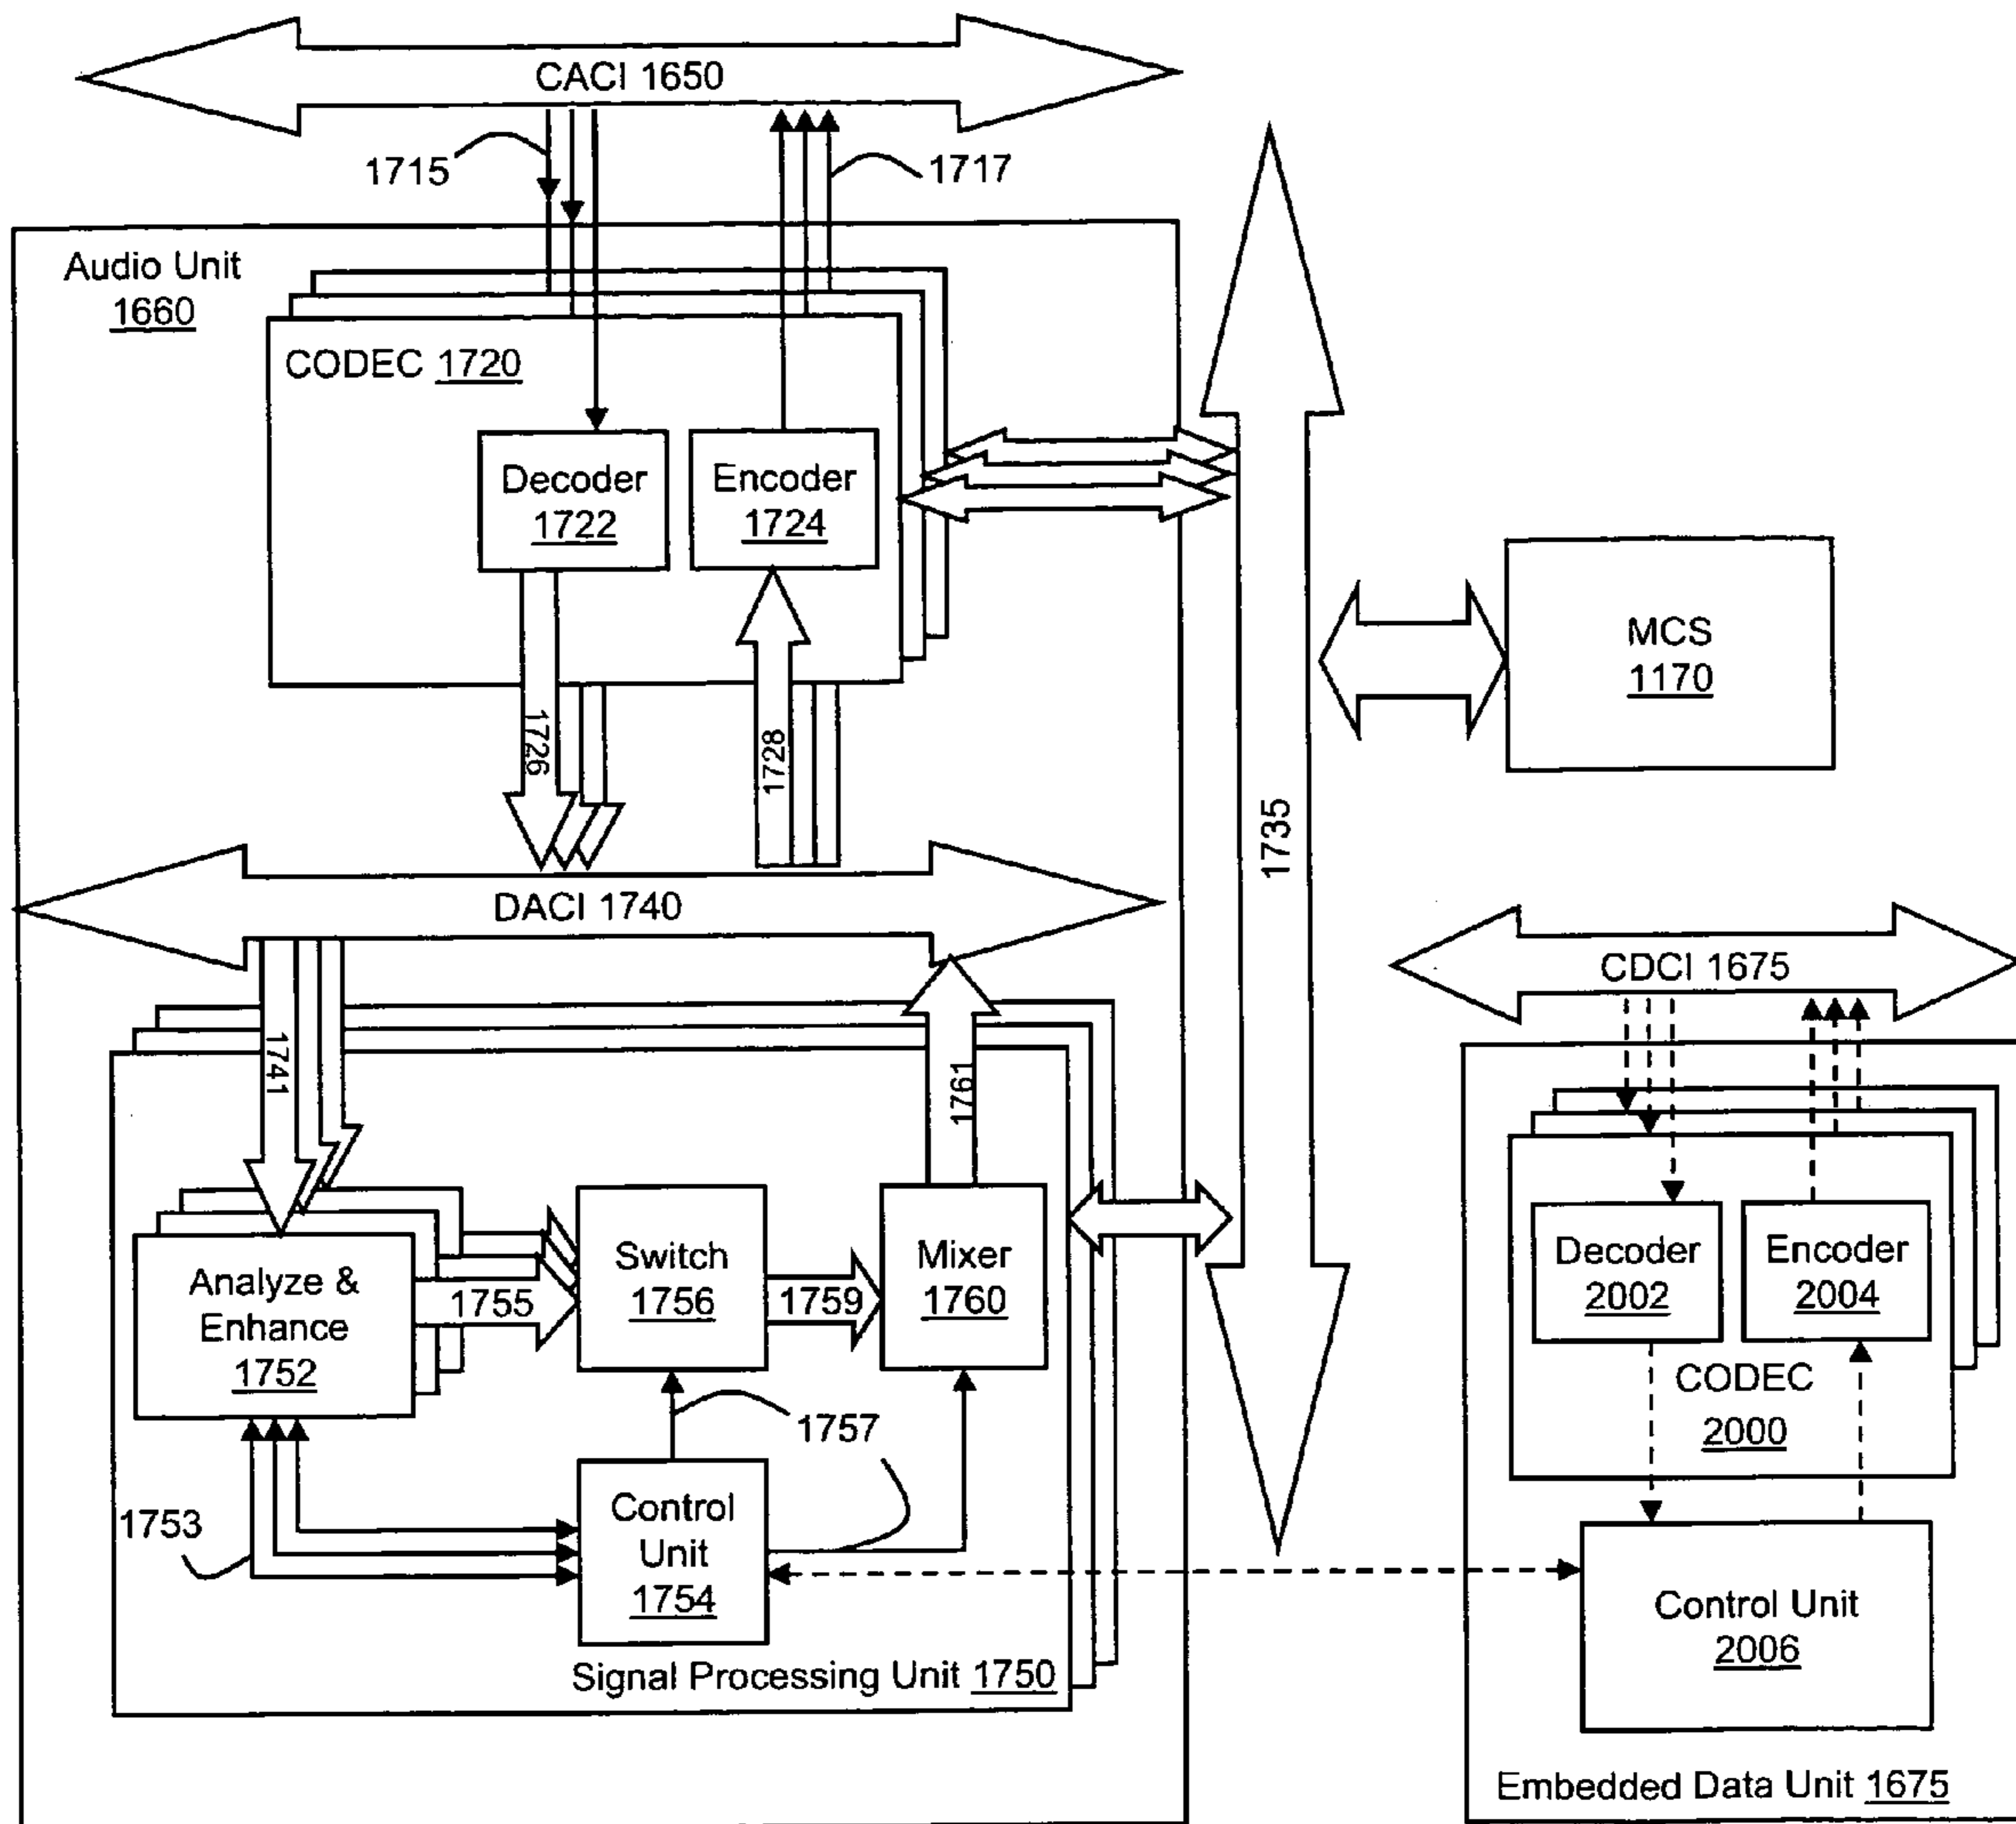 CACI 1650
1715
1717
Audio Unit
1660
CODEC 1720
Decoder
1722
Encoder
1724
1726
1728
MCS
1170
1735
DACI 1740
CDCI 1675
1741
1761
Analyze &
Enhance
1752
1755
Switch
1756
1759
Mixer
1760
1757
1753
Control
Unit
1754
Signal Processing Unit 1750
Decoder
2002
Encoder
2004
CODEC
2000
Control Unit
2006
Embedded Data Unit 1675